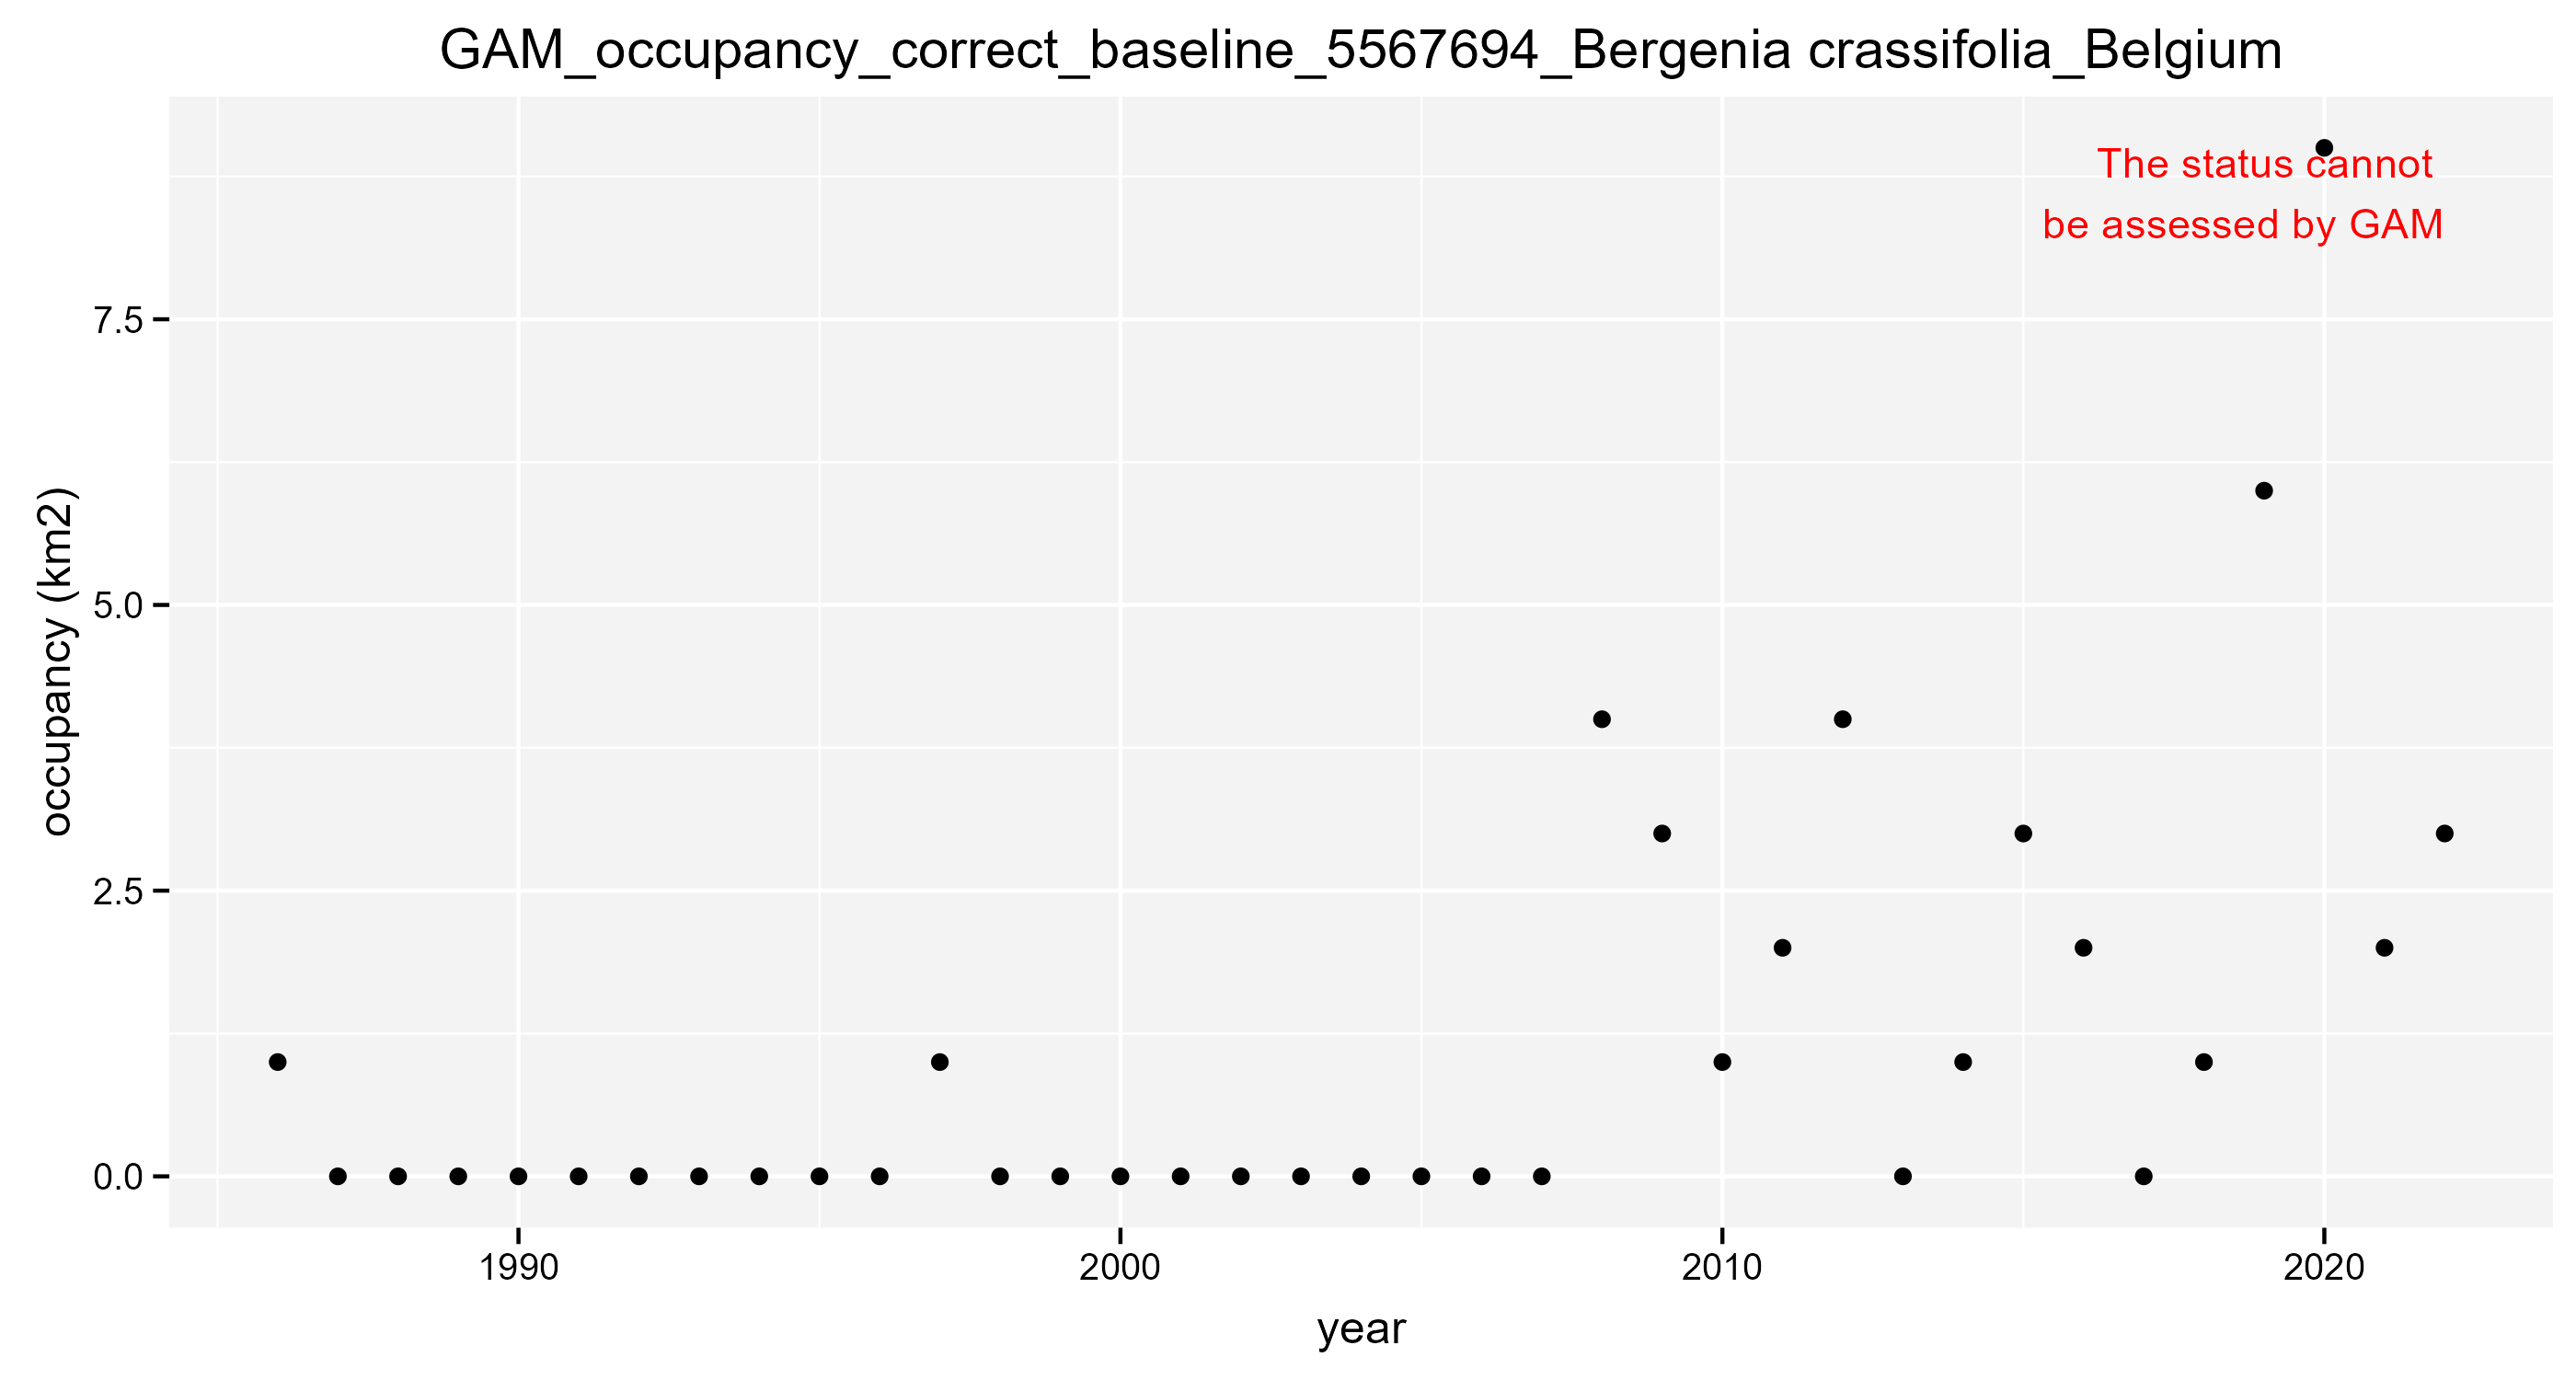 GAM_occupancy_correct_baseline_5567694_Bergenia crassifolia_Belgium
The status cannot
be assessed by GAM
occupancy (km2)
7.5
5.0
2.5
0.0
1990
2000
2010
2020
year